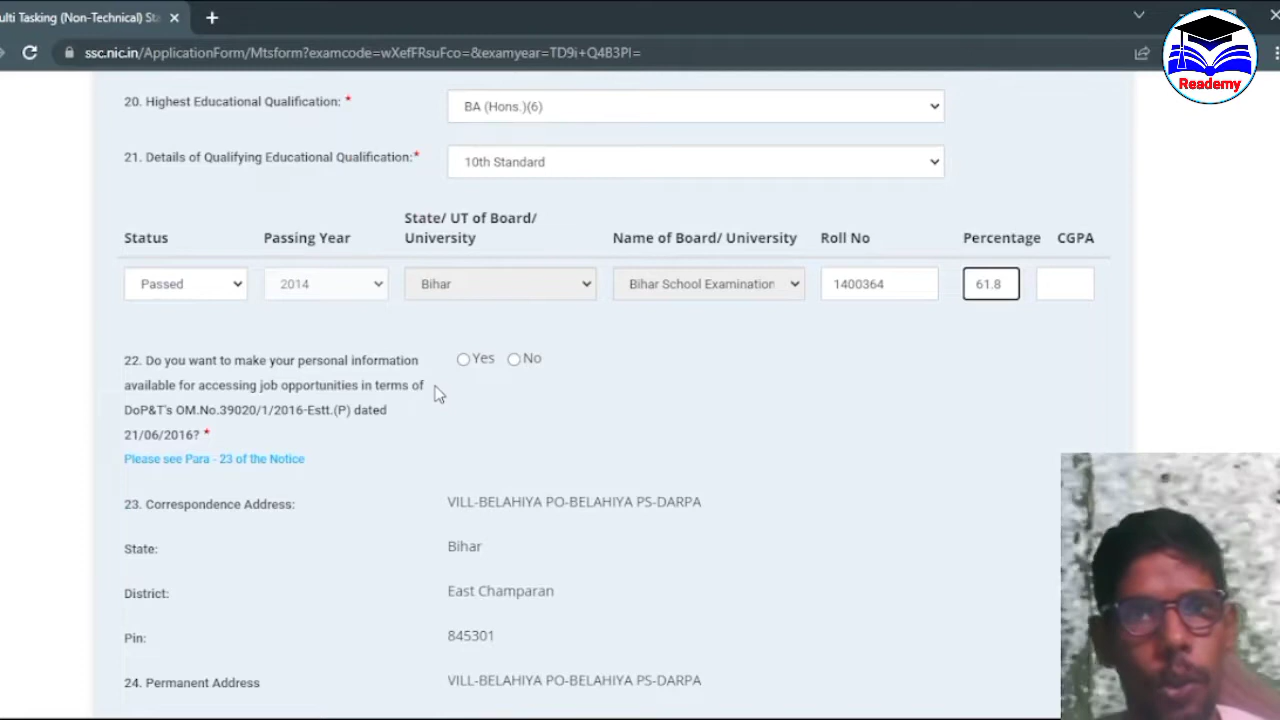 ulti Tasking (Non-Technical) Sta
ssc.nic.in/ApplicationForm/Mtsform?examcode=wXefFRsuFco=&examyear=TD9i+Q4B3PI=
Reademy
20. Highest Educational Qualification: *
BA (Hons.)(6)
21. Details of Qualifying Educational Qualification:*
10th Standard
Status
Passing Year
State/ UT of Board/
University
Name of Board/ University
Roll No
Percentage
CGPA
Passed
2014
Bihar
Bihar School Examination
1400364
61.8
22. Do you want to make your personal information
available for accessing job opportunities in terms of
DoP&T's OM.No.39020/1/2016-Estt.(P) dated
21/06/2016? *
Yes No
Please see Para - 23 of the Notice
23. Correspondence Address:
VILL-BELAHIYA PO-BELAHIYA PS-DARPA
State:
Bihar
District:
East Champaran
Pin:
845301
24. Permanent Address
VILL-BELAHIYA PO-BELAHIYA PS-DARPA